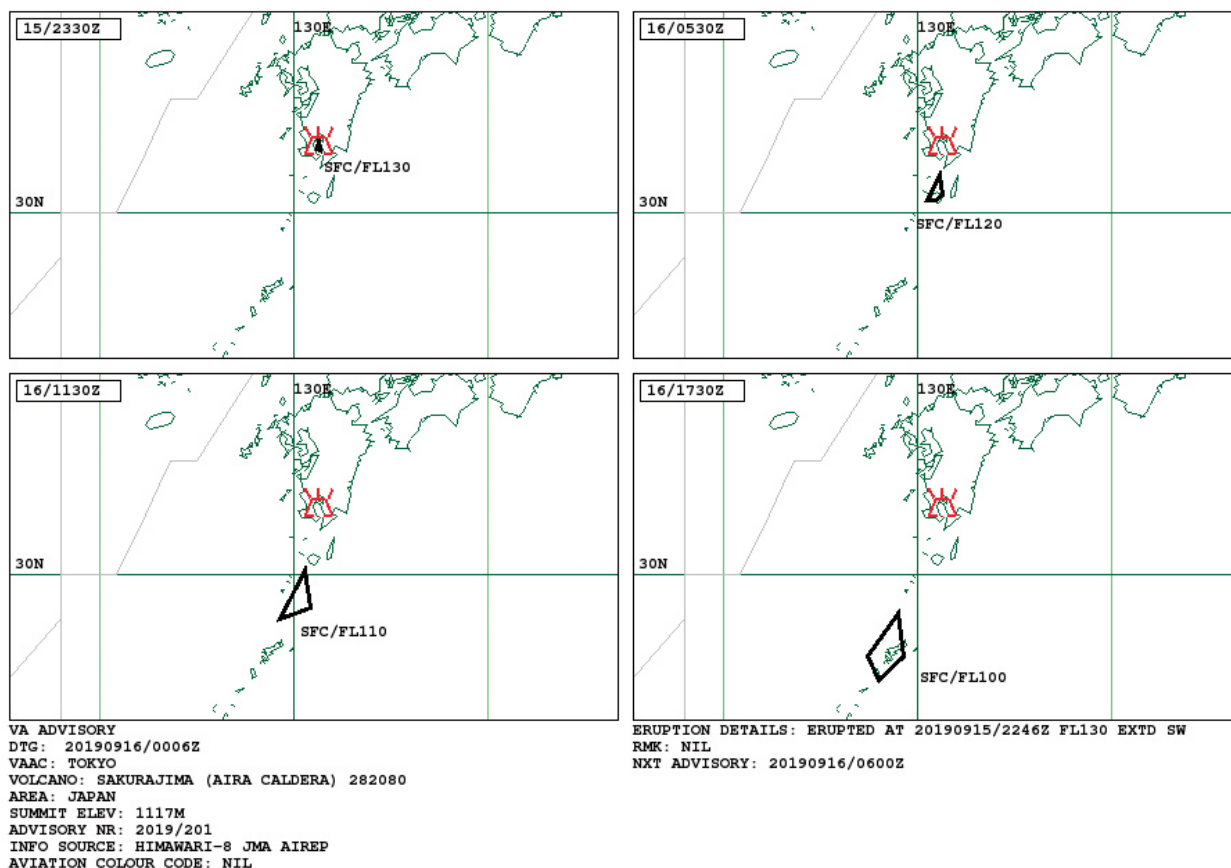 15/2330Z
130E
SFC/FL130
30N
16/0530Z
130E
30N
SFC/FL120
16/1130Z
130E
30N
SFC/FL110
16/1730Z
130E
30N
SFC/FL100
VA ADVISORY
DTG: 20190916/0006Z
VAAC: TOKYO
VOLCANO: SAKURAJIMA (AIRA CALDERA) 282080
AREA: JAPAN
SUMMIT ELEV: 1117M
ADVISORY NR: 2019/201
INFO SOURCE: HIMAWARI-8 JMA AIREP
AVIATION COLOUR CODE: NIL
ERUPTION DETAILS: ERUPTED AT 20190915/2246Z FL130 EXTD SW
RMK: NIL
NXT ADVISORY: 20190916/0600Z